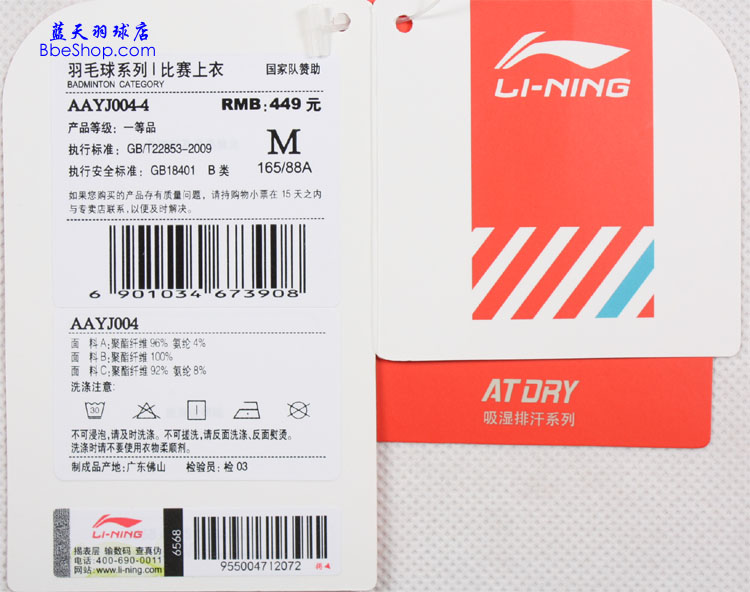 蓝天羽球店
BbeShop.com
羽毛球系列|比赛上衣 国家队赞助
BADMINTON CATEGORY
AAYJ004-4 RMB: 449 元
产品等级: 一等品
M
执行标准: GB/T22853-2009
165/88A
执行安全标准: GB18401 B 类
如果您购买的产品存有质量问题, 请持购物小票在 15 天之内
与专卖店联系, 以便及时解决。
6 901034 673908
AAYJ004
面 料 A:聚酯纤维 96% 氨纶 4%
面 料 B:聚酯纤维 100%
面 料 C:聚酯纤维 92% 氨纶 8%
洗涤注意:
30
不可浸泡,请及时洗涤。不可搓洗,请反面洗涤、反面熨烫。
洗涤时请不要使用衣物柔顺剂。
制成品产地: 广东佛山 检验员: 检 03
LI-NING
揭表层 输数码 查真伪
电话:400-690-0011
网站:www.li-ning.com
6568
955004712072
LI-NING
AT DRY
吸湿排汗系列